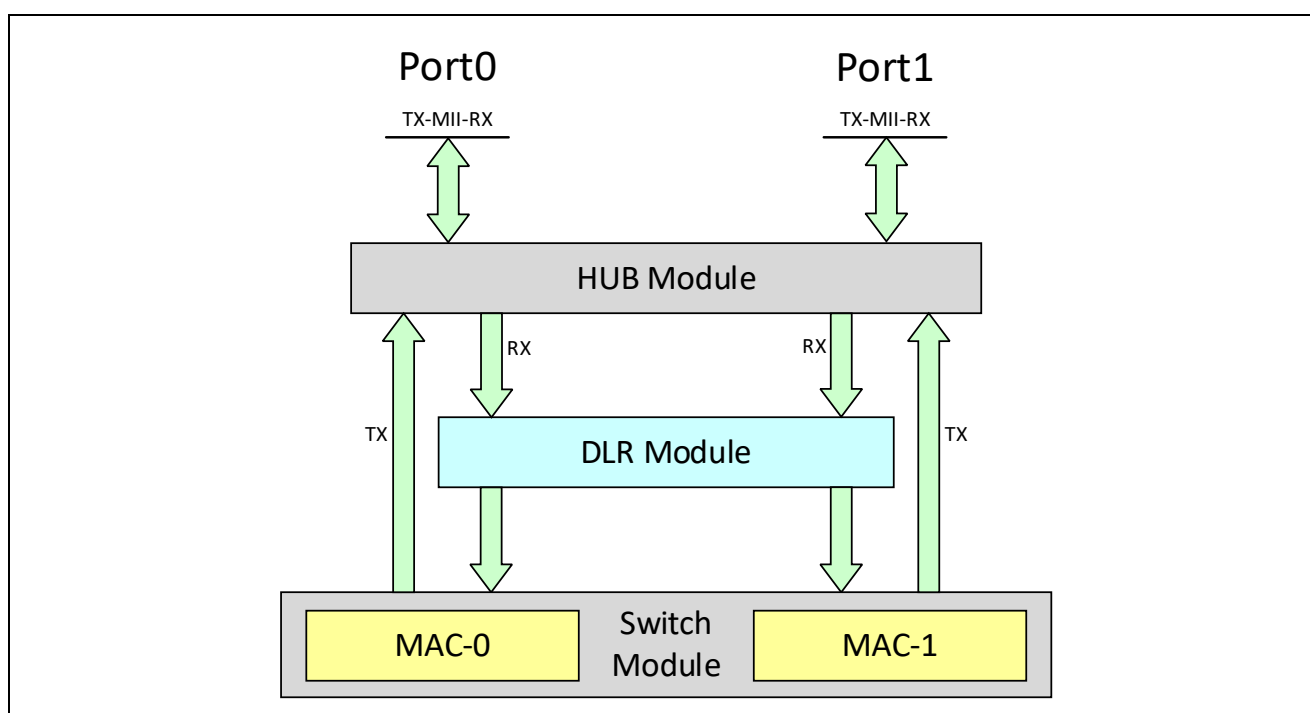 Port0
Port1
TX-MII-RX
TX-MII-RX
HUB Module
RX
RX
TX
TX
DLR Module
MAC-0
Switch
Module
MAC-1